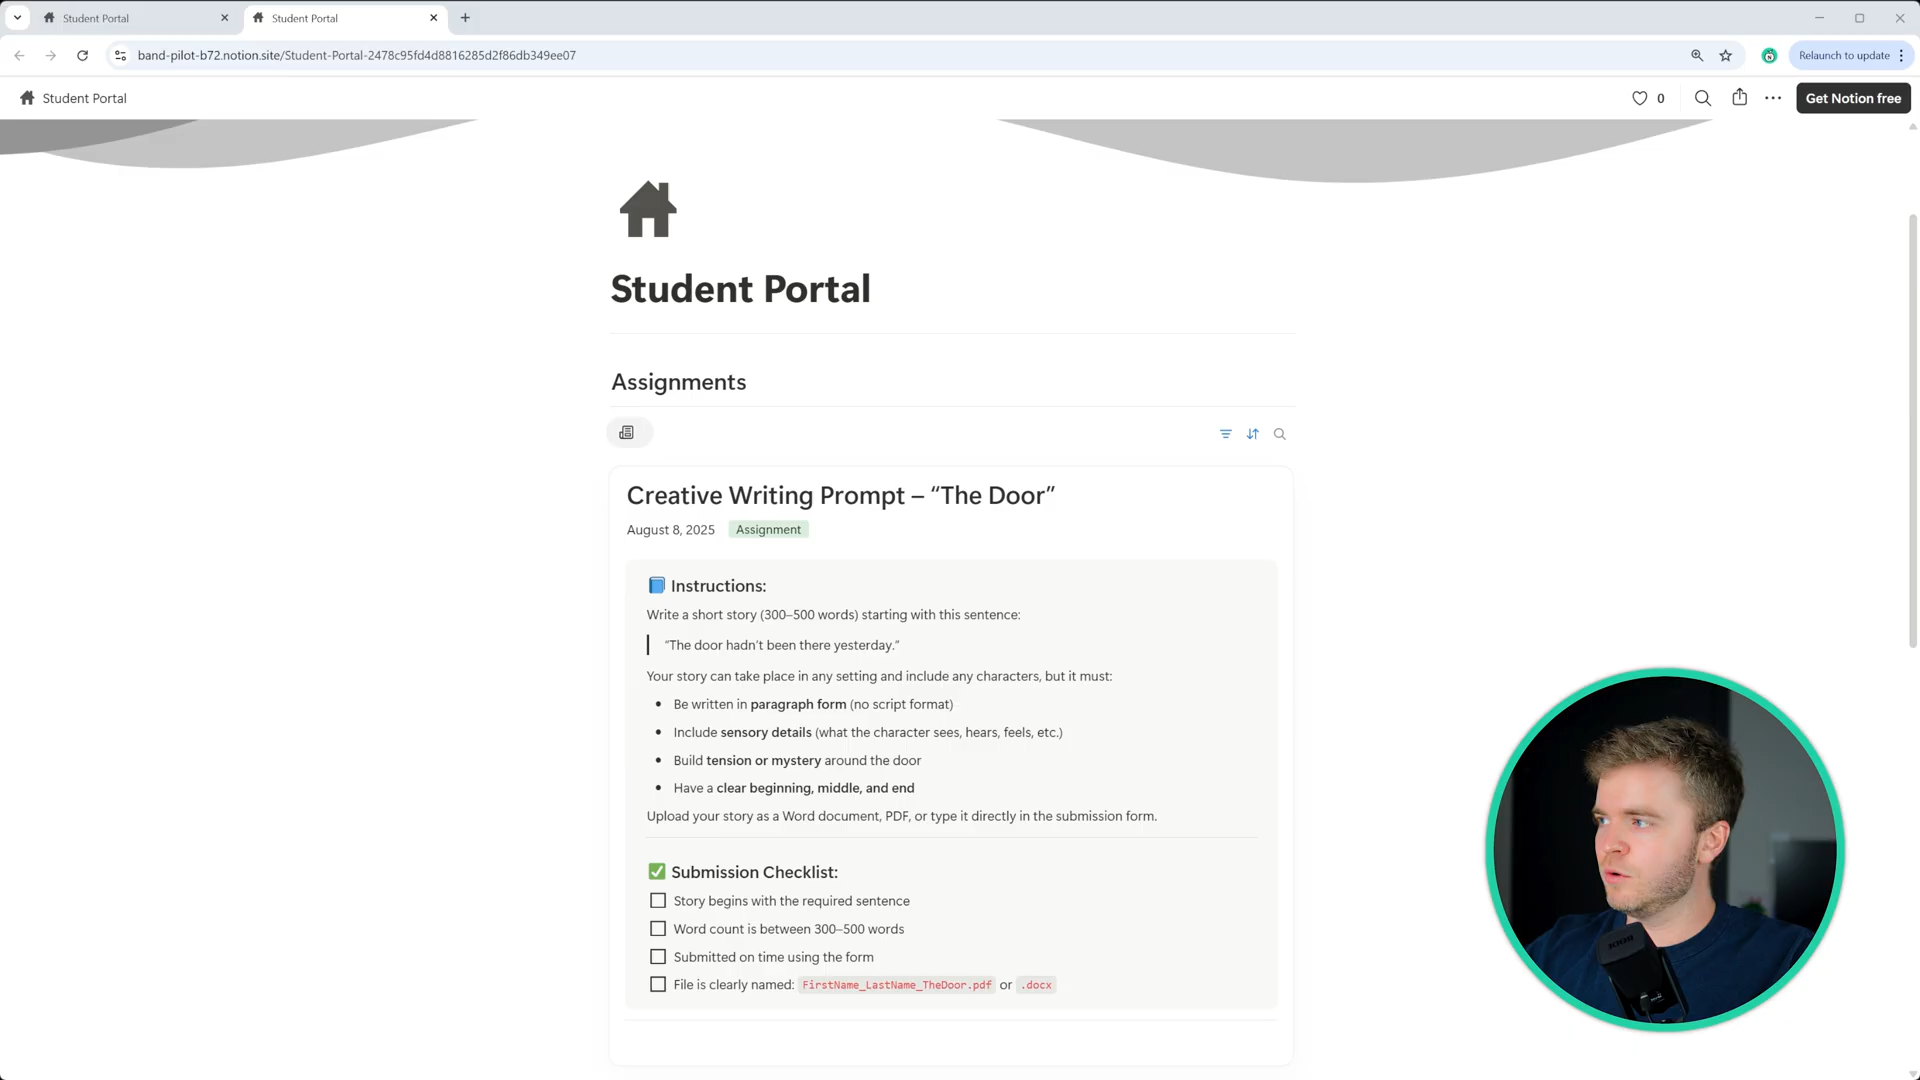 Student Portal
Student Portal
band-pilot-b72.notion.site/Student-Portal-2478c95fd4d8816285d2f86db349ee07
Relaunch to update
Student Portal
0
Get Notion free
Student Portal
Assignments
Creative Writing Prompt – “The Door”
August 8, 2025 Assignment
Instructions:
Write a short story (300–500 words) starting with this sentence:
“The door hadn’t been there yesterday.”
Your story can take place in any setting and include any characters, but it must:
• Be written in paragraph form (no script format)
• Include sensory details (what the character sees, hears, feels, etc.)
• Build tension or mystery around the door
• Have a clear beginning, middle, and end
Upload your story as a Word document, PDF, or type it directly in the submission form.
Submission Checklist:
Story begins with the required sentence
Word count is between 300–500 words
Submitted on time using the form
File is clearly named: FirstName_LastName_TheDoor.pdf or .docx